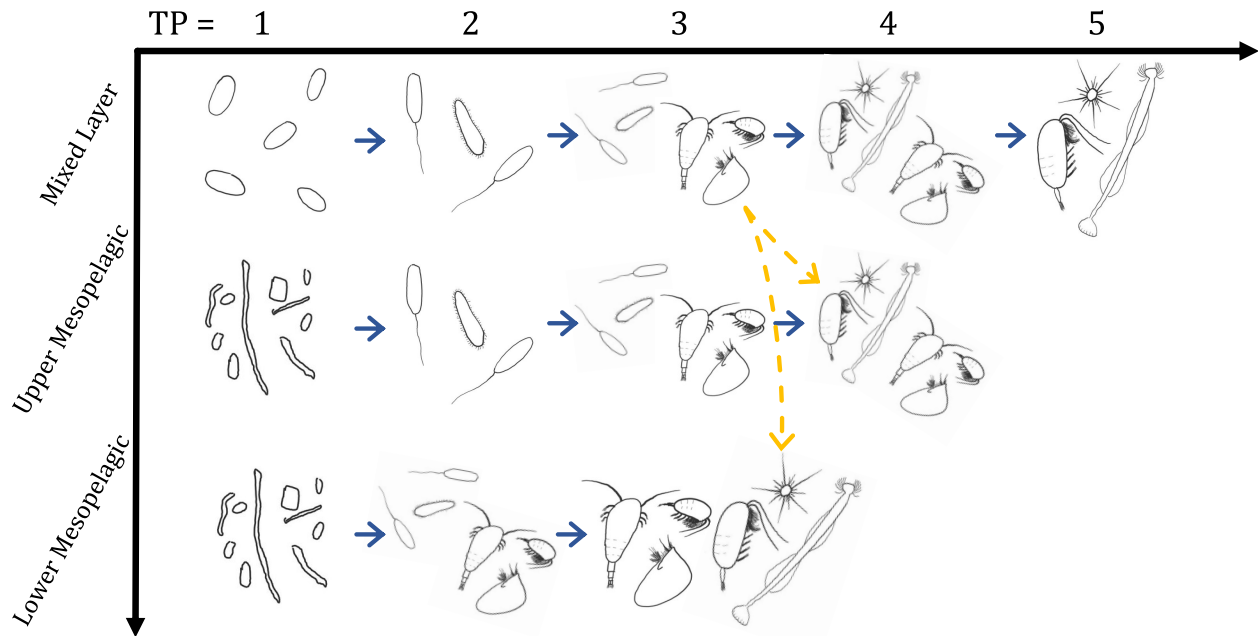 TP = 1 2 3 4 5
Mixed Layer
Upper Mesopelagic
Lower Mesopelagic